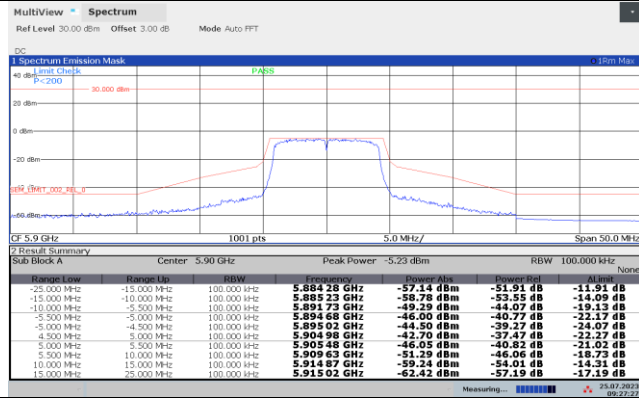 MultiView Spectrum
Ref Level 30.00 dBm Offset 3.00 dB Mode Auto FFT
DC
1 Spectrum Emission Mask 1Rm Max
40 dBm Limit Check PASS
P<200
30.000 dBm
20 dBm
0 dBm
-20 dBm
SEM_LIMIT_002_REL_0
-60 dBm
CF 5.9 GHz 1001 pts 5.0 MHz/ Span 50.0 MHz
2 Result Summary
Sub Block A Center 5.90 GHz Peak Power -5.23 dBm RBW 100.000 kHz
None
Range Low Range Up RBW Frequency Power Abs Power Rel ΔLimit
-25.000 MHz -15.000 MHz 100.000 kHz 5.884 28 GHz -57.14 dBm -51.91 dB -11.91 dB
-15.000 MHz -10.000 MHz 100.000 kHz 5.885 23 GHz -58.78 dBm -53.55 dB -14.09 dB
-10.000 MHz -5.500 MHz 100.000 kHz 5.891 73 GHz -49.29 dBm -44.07 dB -19.13 dB
-5.500 MHz -5.000 MHz 100.000 kHz 5.894 68 GHz -46.00 dBm -40.77 dB -22.17 dB
-5.000 MHz -4.500 MHz 100.000 kHz 5.895 02 GHz -44.50 dBm -39.27 dB -24.07 dB
4.500 MHz 5.000 MHz 100.000 kHz 5.904 98 GHz -42.70 dBm -37.47 dB -22.27 dB
5.000 MHz 5.500 MHz 100.000 kHz 5.905 48 GHz -46.05 dBm -40.82 dB -21.02 dB
5.500 MHz 10.000 MHz 100.000 kHz 5.909 63 GHz -51.29 dBm -46.06 dB -18.73 dB
10.000 MHz 15.000 MHz 100.000 kHz 5.914 87 GHz -59.24 dBm -54.01 dB -14.31 dB
15.000 MHz 25.000 MHz 100.000 kHz 5.915 02 GHz -62.42 dBm -57.19 dB -17.19 dB
Measuring... 25.07.2023
09:27:27